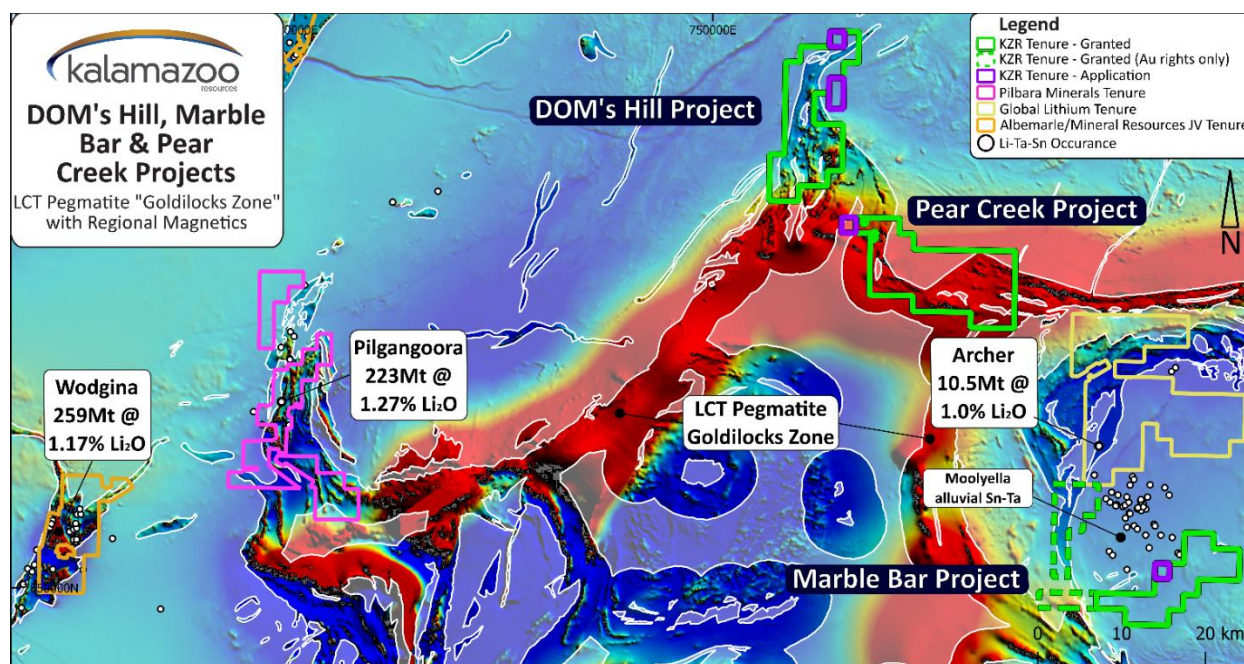 kalamazoo
resources
DOM's Hill, Marble
Bar & Pear
Creek Projects
LCT Pegmatite "Goldilocks Zone"
with Regional Magnetics
0000E
750000E
Legend
KZR Tenure - Granted
KZR Tenure - Granted (Au rights only)
KZR Tenure - Application
Pilbara Minerals Tenure
Global Lithium Tenure
Albemarle/Mineral Resources JV Tenure
Li-Ta-Sn Occurance
N
DOM's Hill Project
Pear Creek Project
Pilgangoora
223Mt @
1.27% Li₂O
Wodgina
259Mt @
1.17% Li₂O
LCT Pegmatite
Goldilocks Zone
Archer
10.5Mt @
1.0% Li₂O
Moolyella
alluvial Sn-Ta
Marble Bar Project
50000N
0 10 20 km